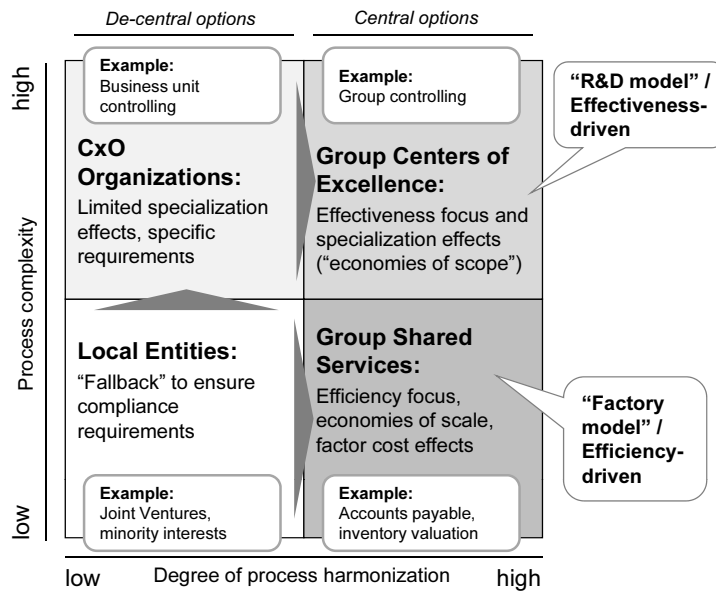 De-central options
Central options
high
Process complexity
low
Example:
Business unit
controlling
CxO
Organizations:
Limited specialization
effects, specific
requirements
Example:
Group controlling
Group Centers of
Excellence:
Effectiveness focus and
specialization effects
(“economies of scope”)
“R&D model” /
Effectiveness-
driven
Local Entities:
“Fallback” to ensure
compliance
requirements
Example:
Joint Ventures,
minority interests
Group Shared
Services:
Efficiency focus,
economies of scale,
factor cost effects
Example:
Accounts payable,
inventory valuation
“Factory
model” /
Efficiency-
driven
low
Degree of process harmonization
high